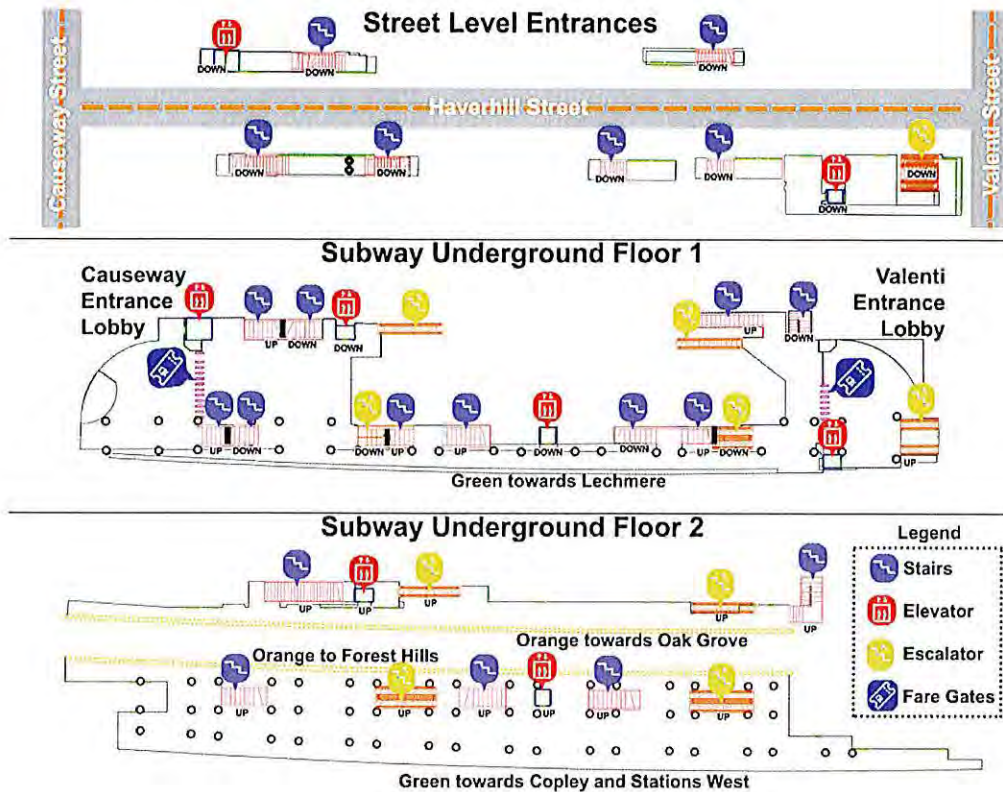 Street Level Entrances
Causeway Street
Haverhill Street
Valenti Street
DOWN
DOWN
DOWN
DOWN
DOWN
DOWN
DOWN
DOWN
DOWN
Subway Underground Floor 1
Causeway
Entrance
Lobby
Valenti
Entrance
Lobby
UP
DOWN
DOWN
UP
DOWN
UP
DOWN
DOWN
UP
UP
DOWN
DOWN
UP
DOWN
UP
Green towards Lechmere
Subway Underground Floor 2
UP
UP
UP
UP
UP
Orange towards Oak Grove
Orange to Forest Hills
UP
UP
UP
UP
UP
UP
Green towards Copley and Stations West
Legend
Stairs
Elevator
Escalator
Fare Gates